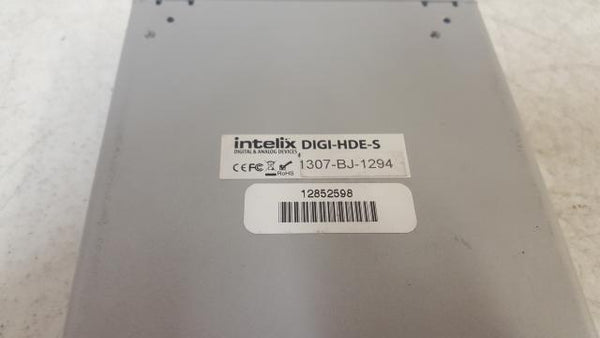 intelix DIGI-HDE-S
DIGITAL & ANALOG DEVICES
CE FC RoHS 1307-BJ-1294
12852598